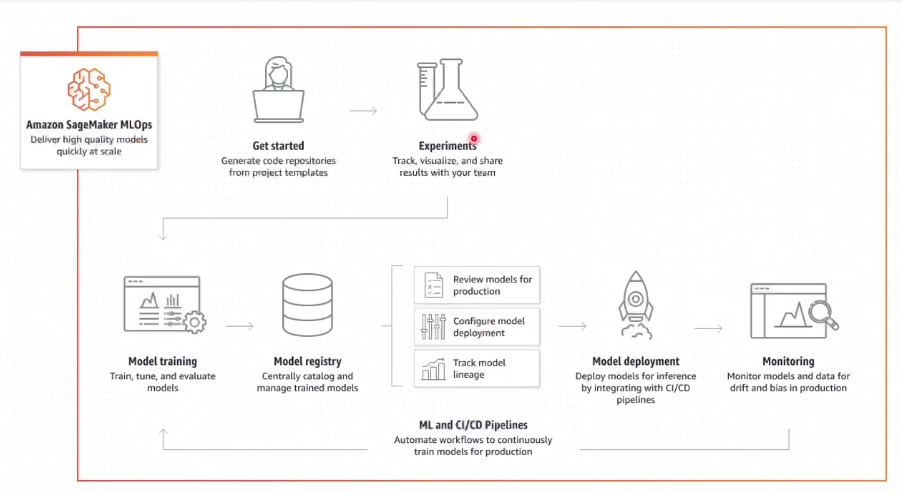 Amazon SageMaker MLOps
Deliver high quality models
quickly at scale
Get started
Generate code repositories
from project templates
Experiments
Track, visualize, and share
results with your team
Model training
Train, tune, and evaluate
models
Model registry
Centrally catalog and
manage trained models
Review models for
production
Configure model
deployment
Track model
lineage
Model deployment
Deploy models for inference
by integrating with CI/CD
pipelines
Monitoring
Monitor models and data for
drift and bias in production
ML and CI/CD Pipelines
Automate workflows to continuously
train models for production